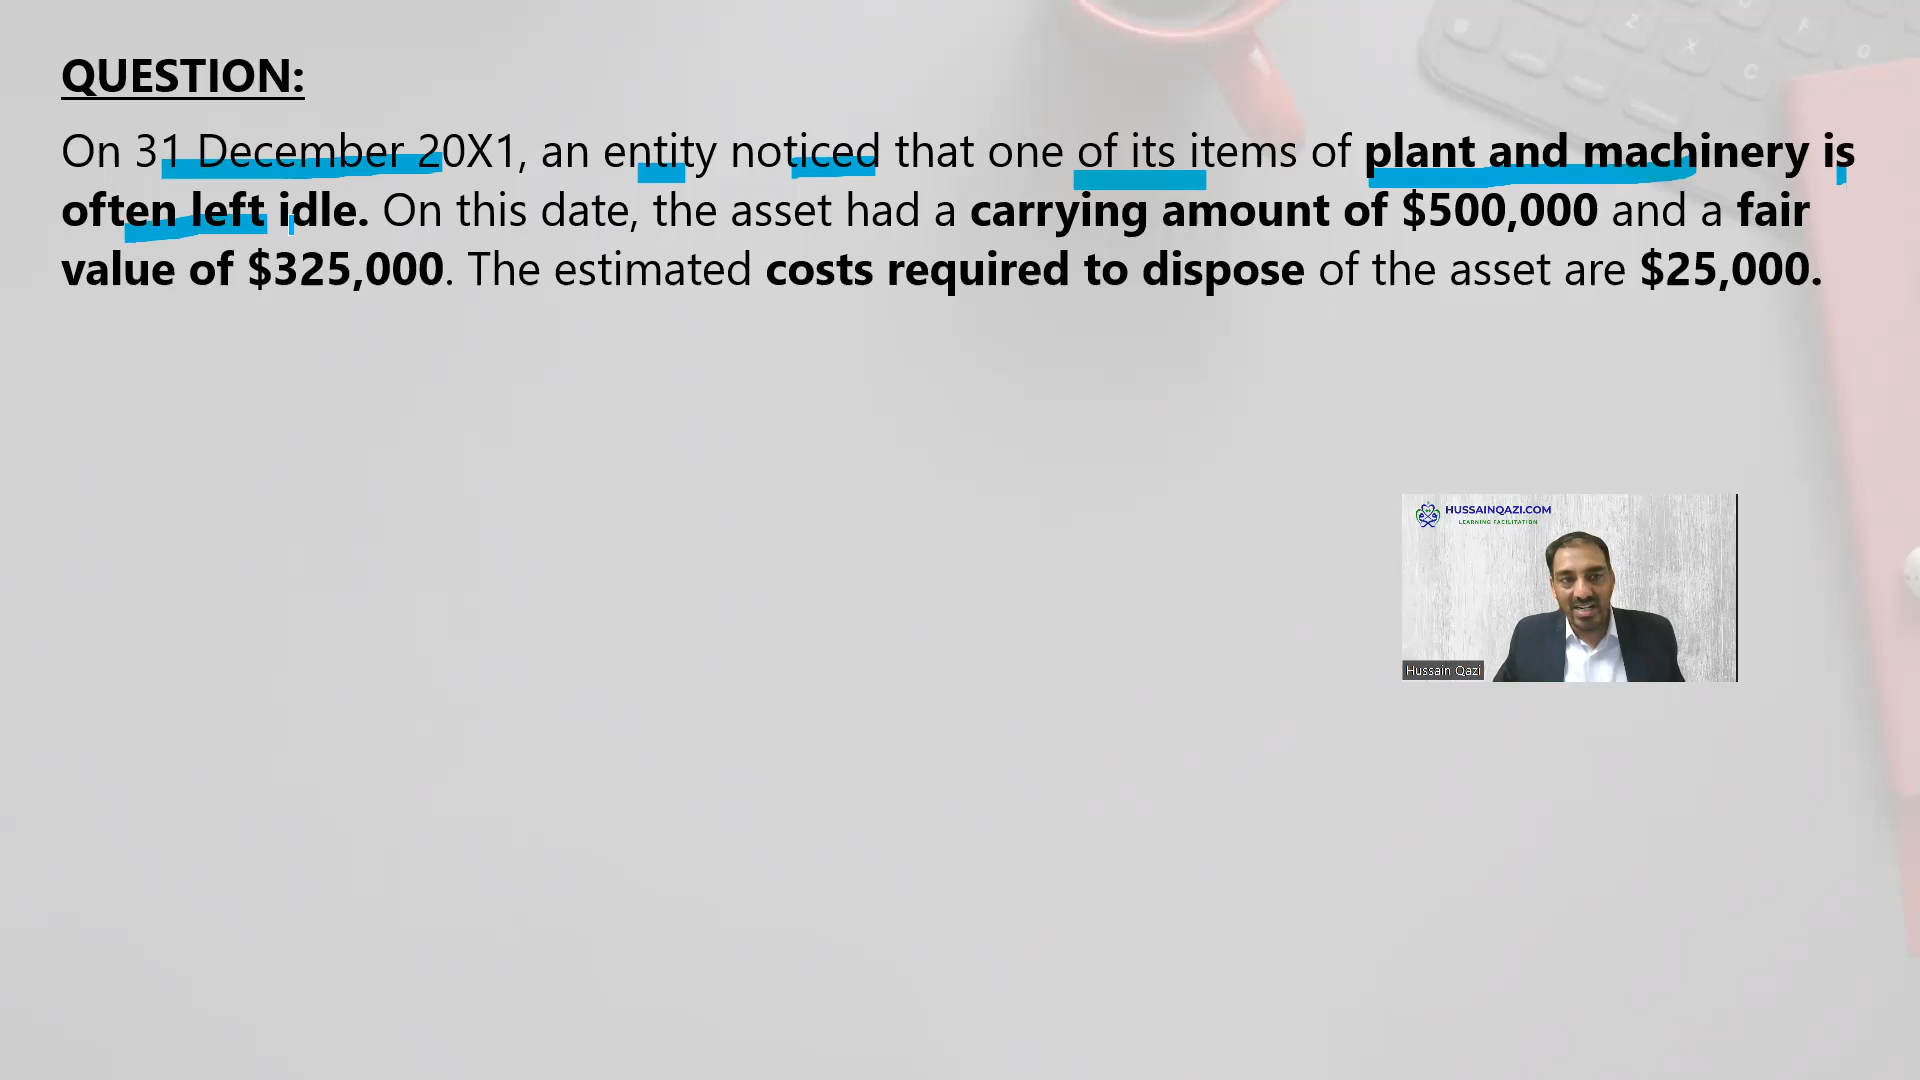 QUESTION:
On 31 December 20X1, an entity noticed that one of its items of plant and machinery is
often left idle. On this date, the asset had a carrying amount of $500,000 and a fair
value of $325,000. The estimated costs required to dispose of the asset are $25,000.
HUSSAINQAZI.COM
LEARNING FACILITATION
Hussain Qazi
Z
X
C
F
G